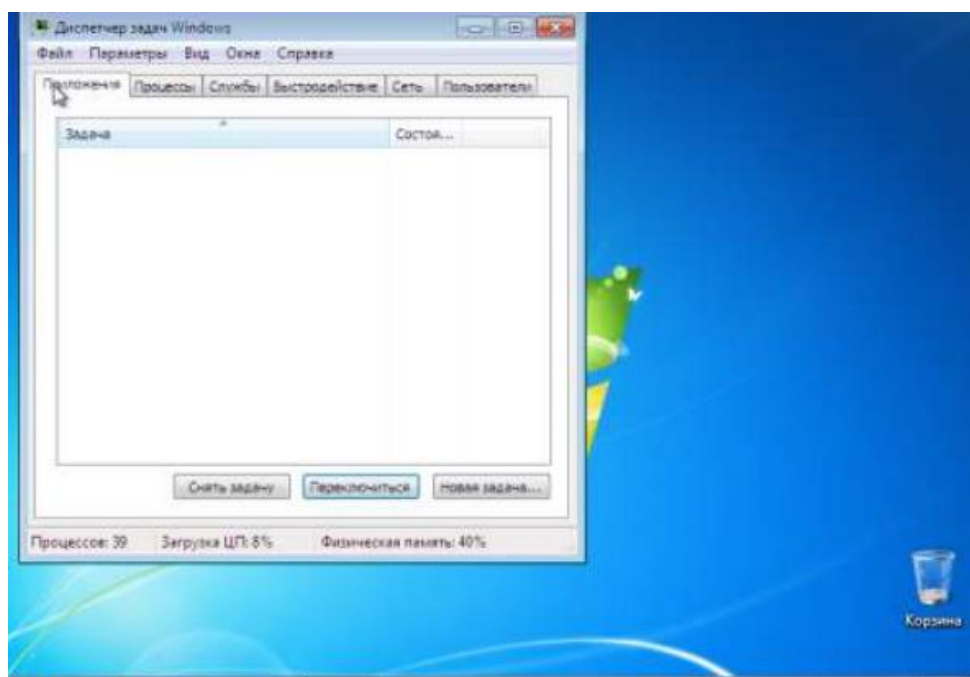 Диспетчер задач Windows
Файл Параметры Вид Окна Справка
Приложения Процессы Службы Быстродействие Сеть Пользователи
Задача Состоя...
Снять задачу Переключиться Новая задача...
Процессов: 39 Загрузка ЦП: 8% Физическая память: 40%
Корзина